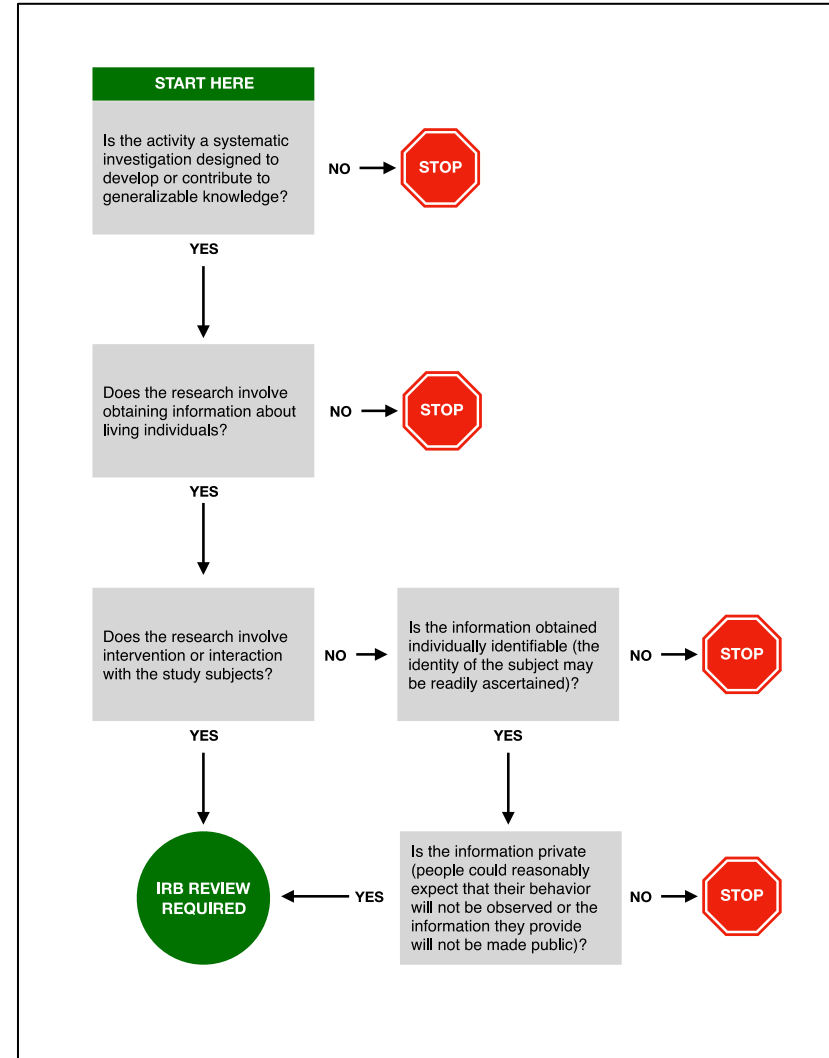 START HERE
Is the activity a systematic
investigation designed to
develop or contribute to
generalizable knowledge?
NO
STOP
YES
Does the research involve
obtaining information about
living individuals?
NO
STOP
YES
Does the research involve
intervention or interaction
with the study subjects?
NO
Is the information obtained
individually identifiable (the
identity of the subject may
be readily ascertained)?
NO
STOP
YES
YES
IRB REVIEW
REQUIRED
YES
Is the information private
(people could reasonably
expect that their behavior
will not be observed or the
information they provide
will not be made public)?
NO
STOP